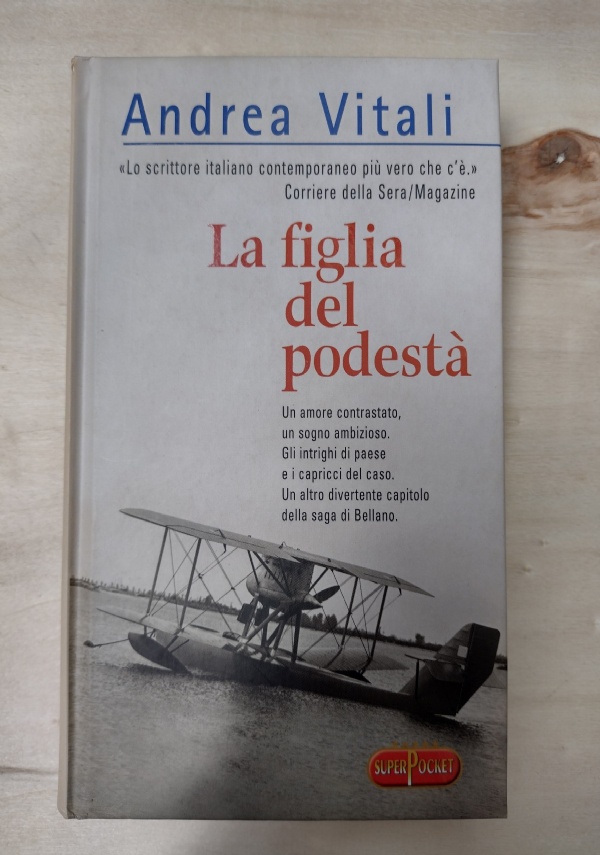 Andrea Vitali
«Lo scrittore italiano contemporaneo più vero che c'è.»
Corriere della Sera/Magazine
La figlia
del
podestà
Un amore contrastato,
un sogno ambizioso.
Gli intrighi di paese
e i capricci del caso.
Un altro divertente capitolo
della saga di Bellano.
SUPERPOCKET